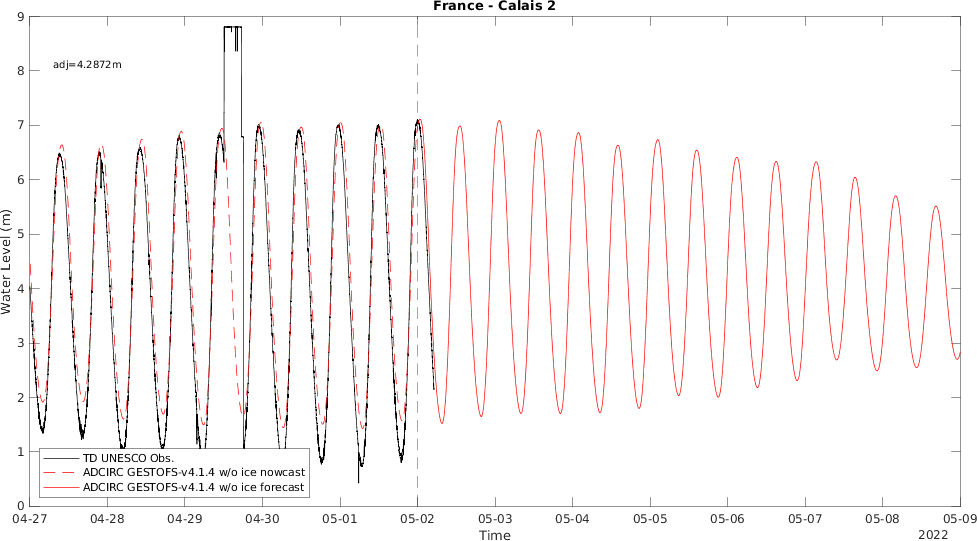 France - Calais 2
9
8
7
6
5
4
3
2
1
0
Water Level (m)
adj=4.2872m
TD UNESCO Obs.
ADCIRC GESTOFS-v4.1.4 w/o ice nowcast
ADCIRC GESTOFS-v4.1.4 w/o ice forecast
04-27 04-28 04-29 04-30 05-01 05-02 05-03 05-04 05-05 05-06 05-07 05-08 05-09
Time
2022